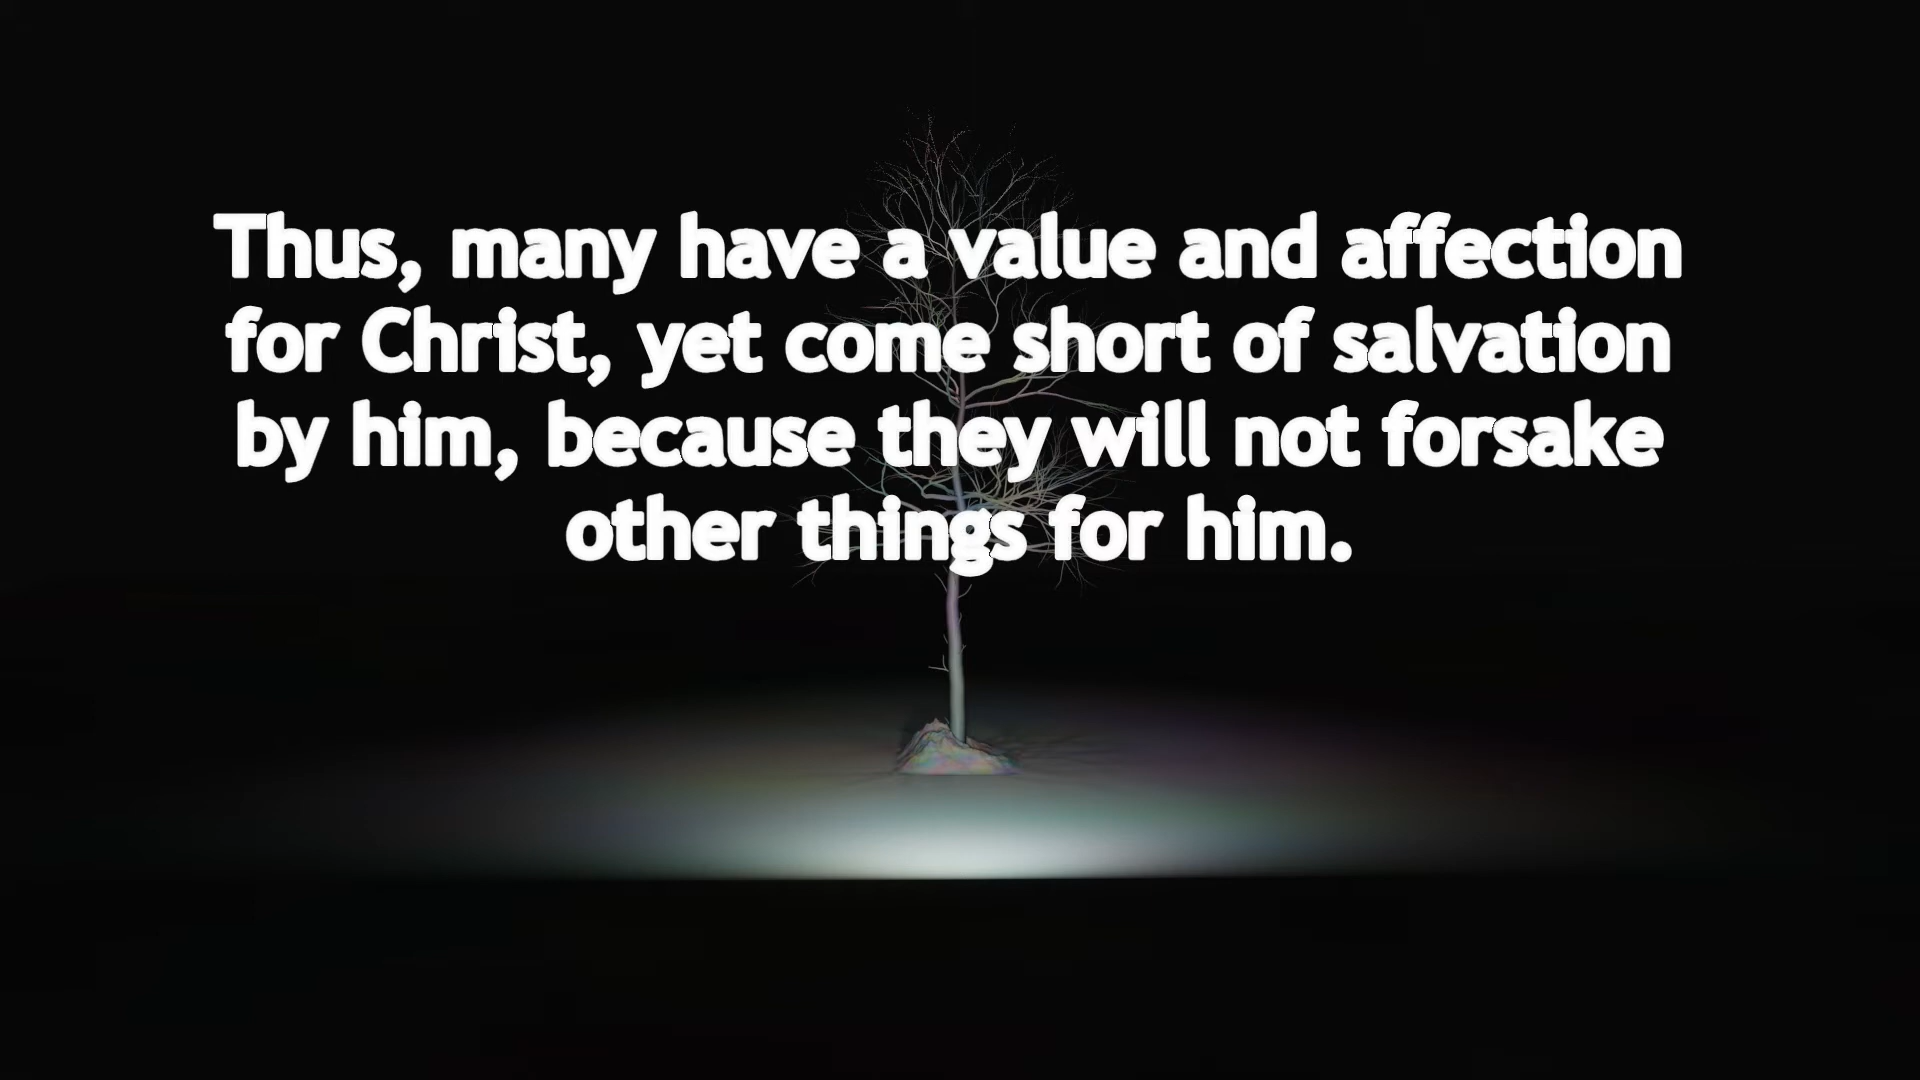 Thus, many have a value and affection
for Christ, yet come short of salvation
by him, because they will not forsake
other things for him.